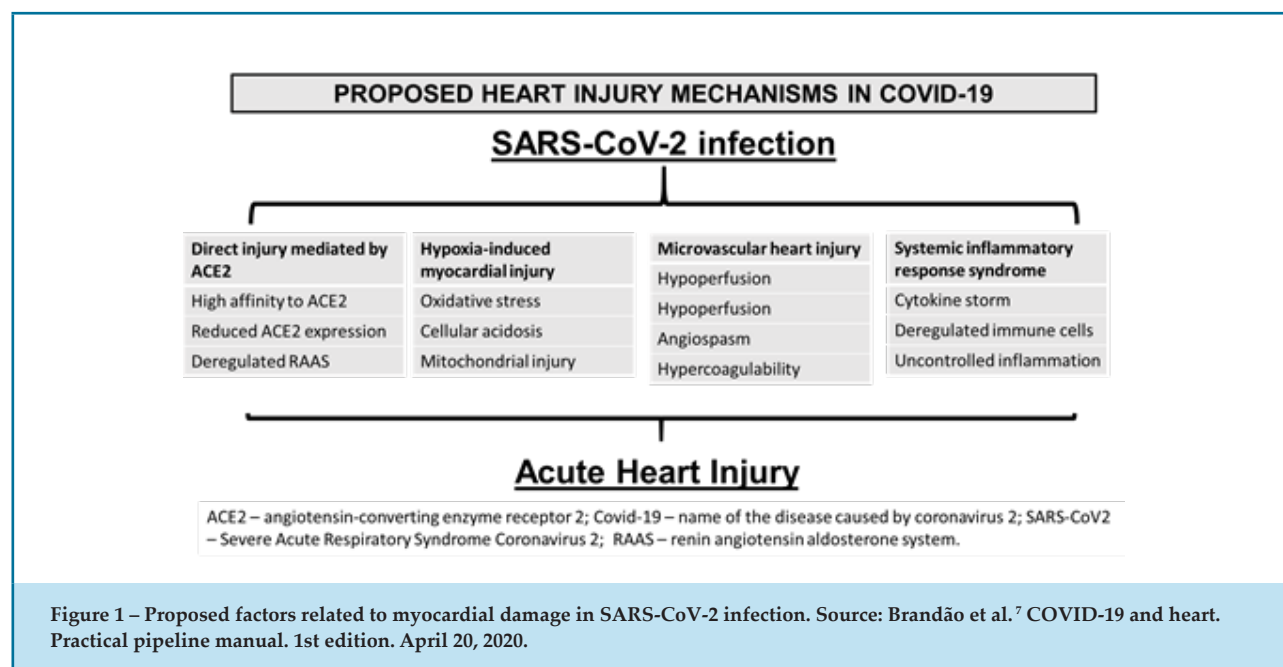 PROPOSED HEART INJURY MECHANISMS IN COVID-19
SARS-CoV-2 infection
Direct injury mediated by
ACE2
High affinity to ACE2
Reduced ACE2 expression
Deregulated RAAS
Hypoxia-induced
myocardial injury
Oxidative stress
Cellular acidosis
Mitochondrial injury
Microvascular heart injury
Hypoperfusion
Hypoperfusion
Angiospasm
Hypercoagulability
Systemic inflammatory
response syndrome
Cytokine storm
Deregulated immune cells
Uncontrolled inflammation
Acute Heart Injury
ACE2 – angiotensin-converting enzyme receptor 2; Covid-19 – name of the disease caused by coronavirus 2; SARS-CoV2
– Severe Acute Respiratory Syndrome Coronavirus 2; RAAS – renin angiotensin aldosterone system.
Figure 1 – Proposed factors related to myocardial damage in SARS-CoV-2 infection. Source: Brandão et al.⁷ COVID-19 and heart.
Practical pipeline manual. 1st edition. April 20, 2020.